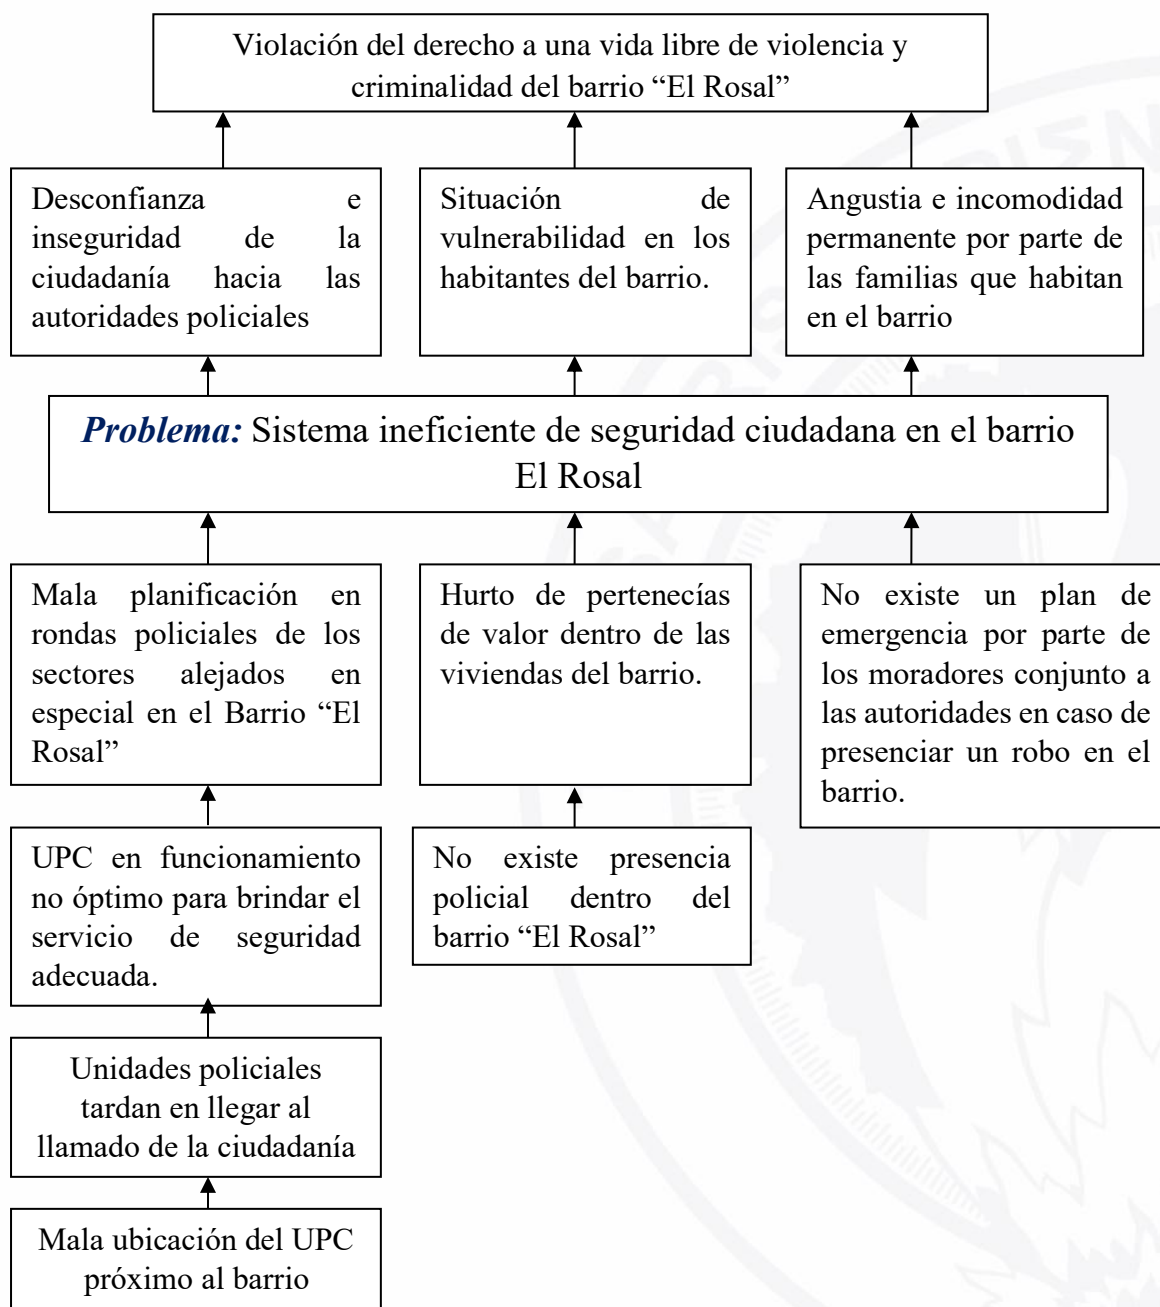 Violación del derecho a una vida libre de violencia y
criminalidad del barrio “El Rosal”
Desconfianza e
inseguridad de la
ciudadanía hacia las
autoridades policiales
Situación de
vulnerabilidad en los
habitantes del barrio.
Angustia e incomodidad
permanente por parte de
las familias que habitan
en el barrio
Problema: Sistema ineficiente de seguridad ciudadana en el barrio
El Rosal
Mala planificación en
rondas policiales de los
sectores alejados en
especial en el Barrio “El
Rosal”
Hurto de pertenecías
de valor dentro de las
viviendas del barrio.
No existe un plan de
emergencia por parte de
los moradores conjunto a
las autoridades en caso de
presenciar un robo en el
barrio.
UPC en funcionamiento
no óptimo para brindar el
servicio de seguridad
adecuada.
No existe presencia
policial dentro del
barrio “El Rosal”
Unidades policiales
tardan en llegar al
llamado de la ciudadanía
Mala ubicación del UPC
próximo al barrio